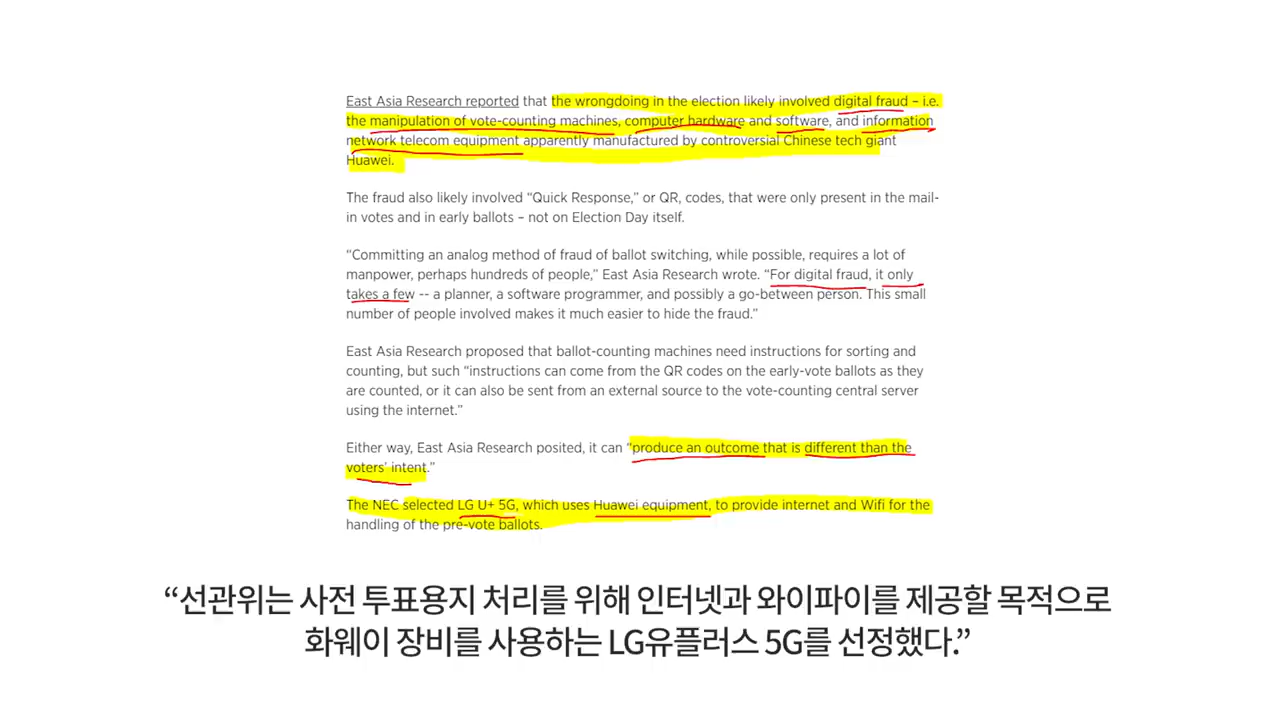 East Asia Research reported that the wrongdoing in the election likely involved digital fraud – i.e.
the manipulation of vote-counting machines, computer hardware and software, and information
network telecom equipment apparently manufactured by controversial Chinese tech giant
Huawei.
The fraud also likely involved “Quick Response,” or QR, codes, that were only present in the mail-
in votes and in early ballots – not on Election Day itself.
“Committing an analog method of fraud of ballot switching, while possible, requires a lot of
manpower, perhaps hundreds of people,” East Asia Research wrote. “For digital fraud, it only
takes a few -- a planner, a software programmer, and possibly a go-between person. This small
number of people involved makes it much easier to hide the fraud.”
East Asia Research proposed that ballot-counting machines need instructions for sorting and
counting, but such “instructions can come from the QR codes on the early-vote ballots as they
are counted, or it can also be sent from an external source to the vote-counting central server
using the internet.”
Either way, East Asia Research posited, it can “produce an outcome that is different than the
voters’ intent.”
The NEC selected LG U+ 5G, which uses Huawei equipment, to provide internet and Wifi for the
handling of the pre-vote ballots.
“선관위는 사전 투표용지 처리를 위해 인터넷과 와이파이를 제공할 목적으로
화웨이 장비를 사용하는 LG유플러스 5G를 선정했다.”